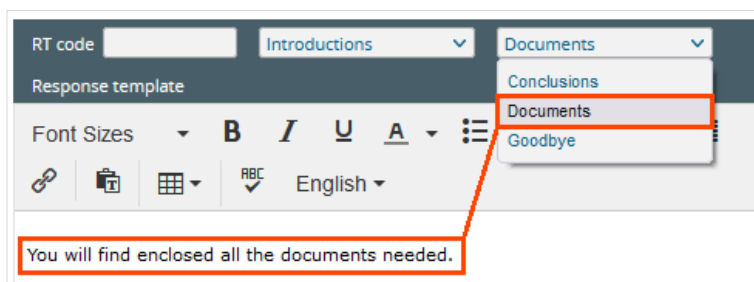 RT code Introductions Documents
Response template Conclusions
Documents
Goodbye
Font Sizes B I U A
ABC English
You will find enclosed all the documents needed.